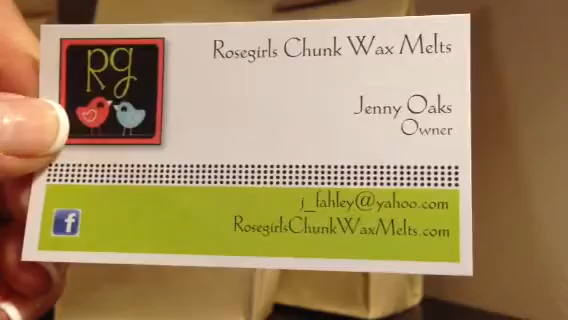 rg
Rosegirls Chunk Wax Melts
Jenny Oaks
Owner
j_fahley@yahoo.com
RosegirlsChunkWaxMelts.com
f